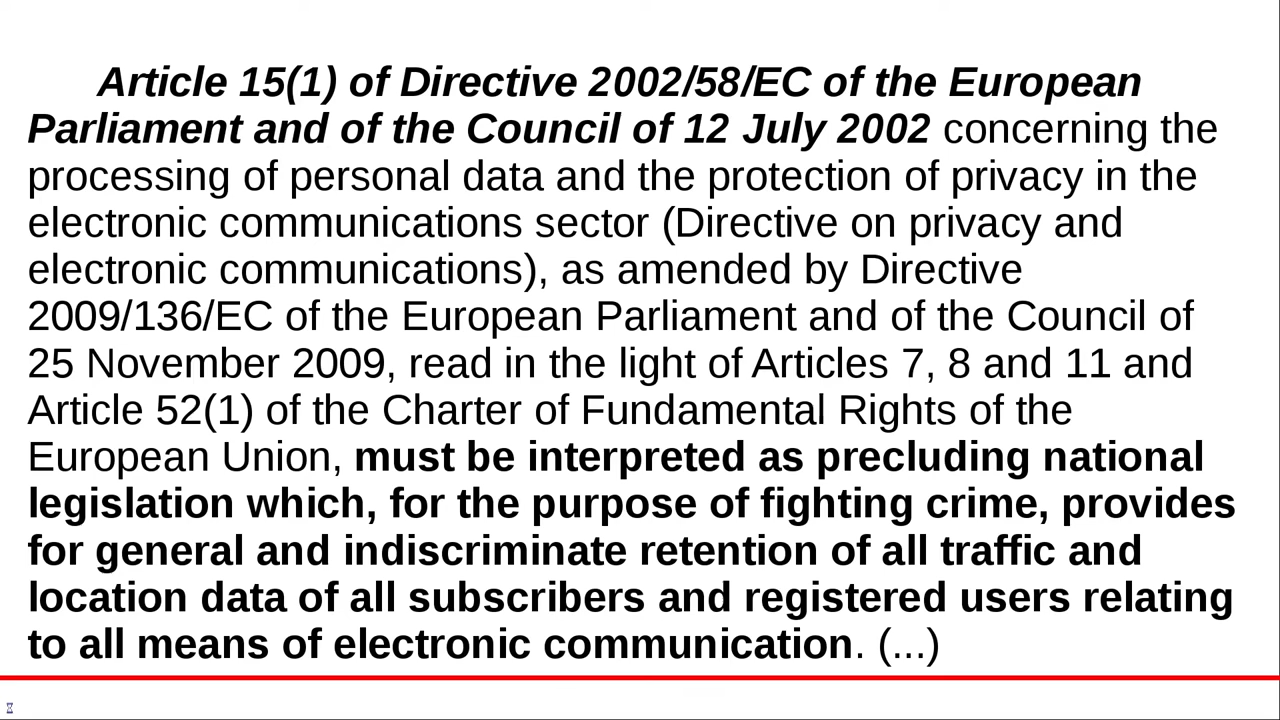 Article 15(1) of Directive 2002/58/EC of the European
Parliament and of the Council of 12 July 2002 concerning the
processing of personal data and the protection of privacy in the
electronic communications sector (Directive on privacy and
electronic communications), as amended by Directive
2009/136/EC of the European Parliament and of the Council of
25 November 2009, read in the light of Articles 7, 8 and 11 and
Article 52(1) of the Charter of Fundamental Rights of the
European Union, must be interpreted as precluding national
legislation which, for the purpose of fighting crime, provides
for general and indiscriminate retention of all traffic and
location data of all subscribers and registered users relating
to all means of electronic communication. (...)